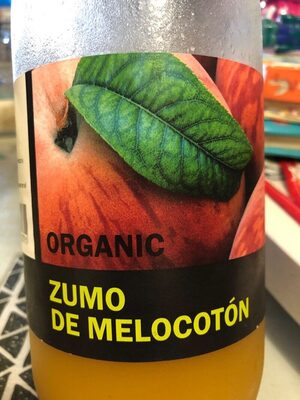 ORGANIC
ZUMO
DE MELOCOTÓN